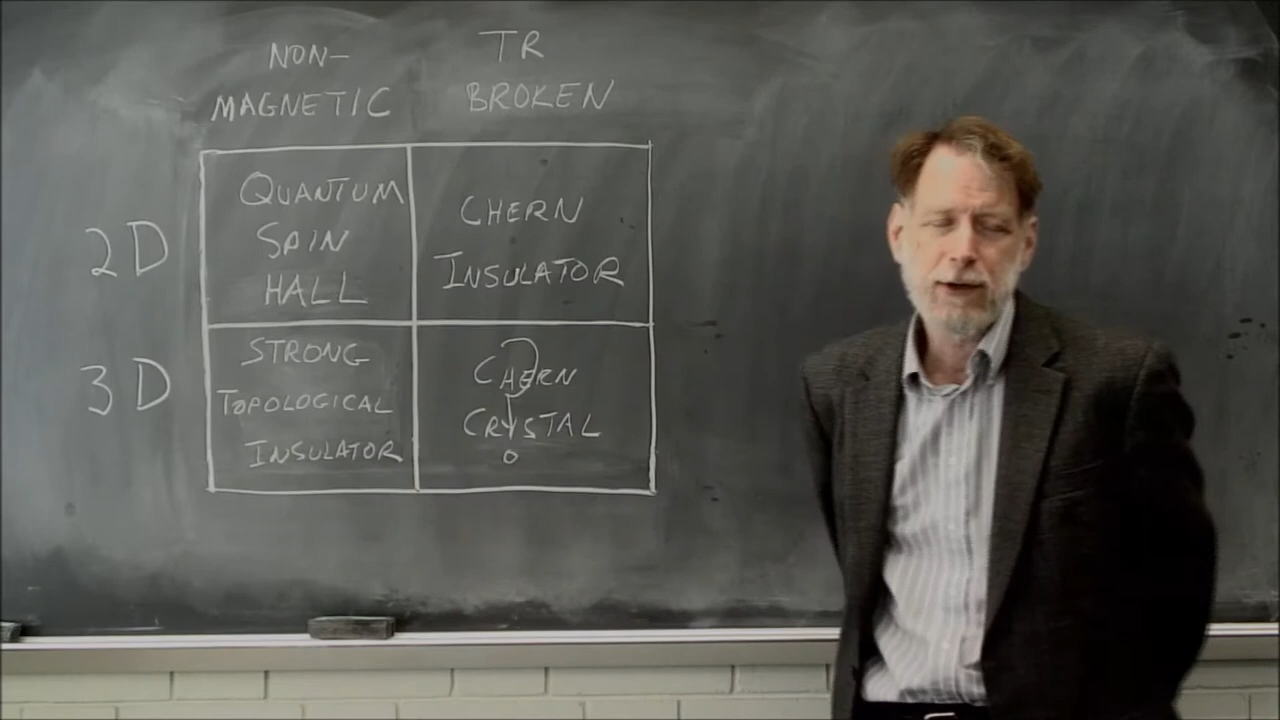 NON-
MAGNETIC
TR
BROKEN
2D
QUANTUM
SPIN
HALL
CHERN
INSULATOR
3D
STRONG
TOPOLOGICAL
INSULATOR
CHERN
CRYSTAL
?